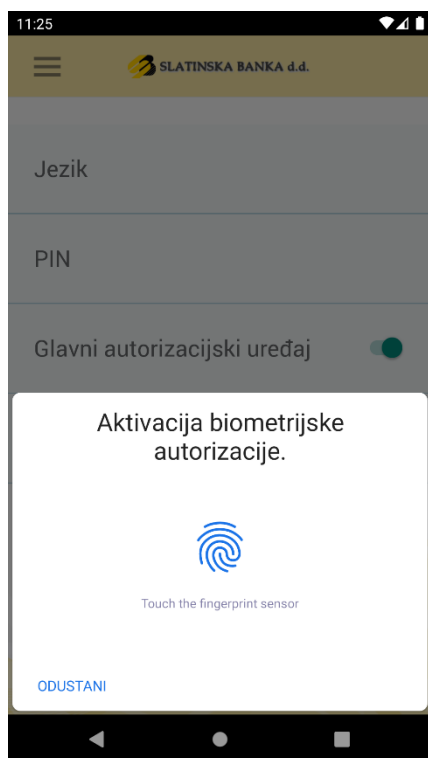 11:25
SLATINSKA BANKA d.d.
Jezik
PIN
Glavni autorizacijski uređaj
Aktivacija biometrijske
autorizacije.
Touch the fingerprint sensor
ODUSTANI